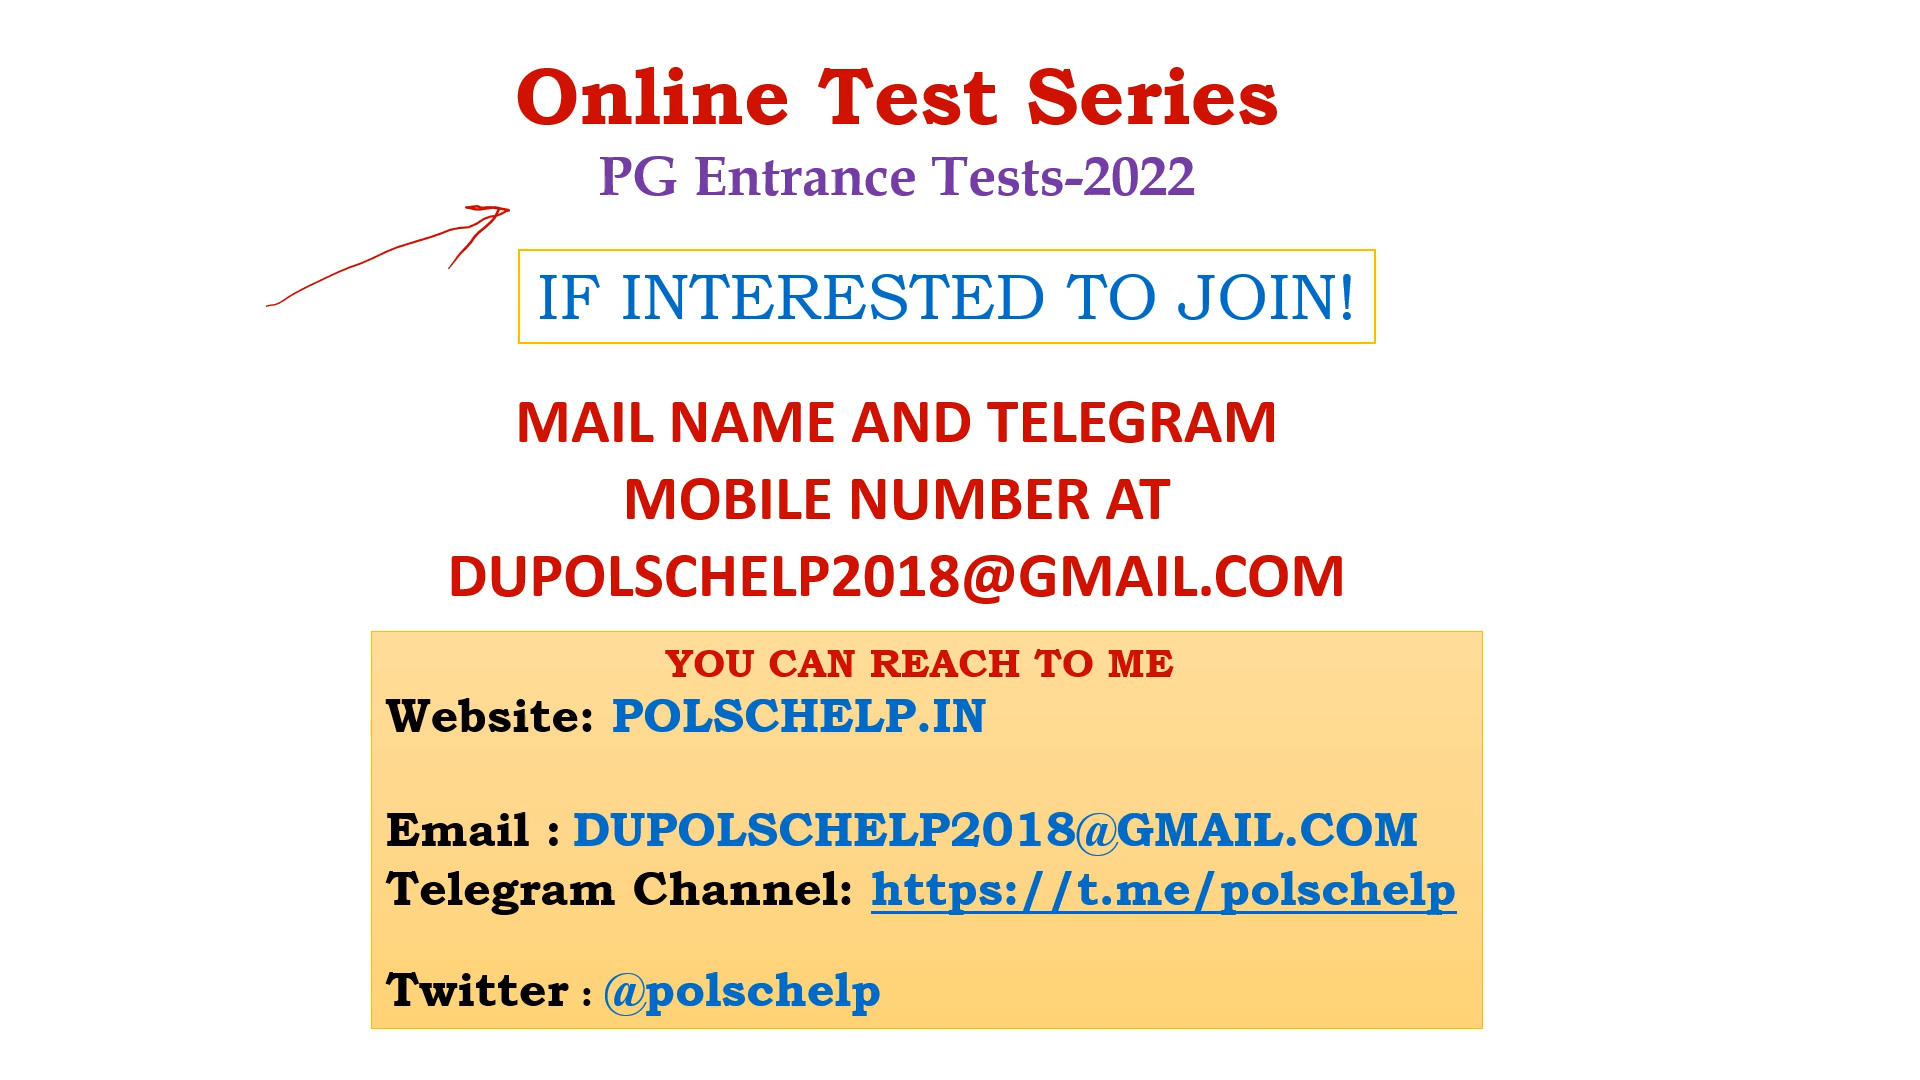 Online Test Series
PG Entrance Tests-2022
IF INTERESTED TO JOIN!
MAIL NAME AND TELEGRAM
MOBILE NUMBER AT
DUPOLSCHELP2018@GMAIL.COM
YOU CAN REACH TO ME
Website: POLSCHELP.IN
Email : DUPOLSCHELP2018@GMAIL.COM
Telegram Channel: https://t.me/polschelp
Twitter : @polschelp